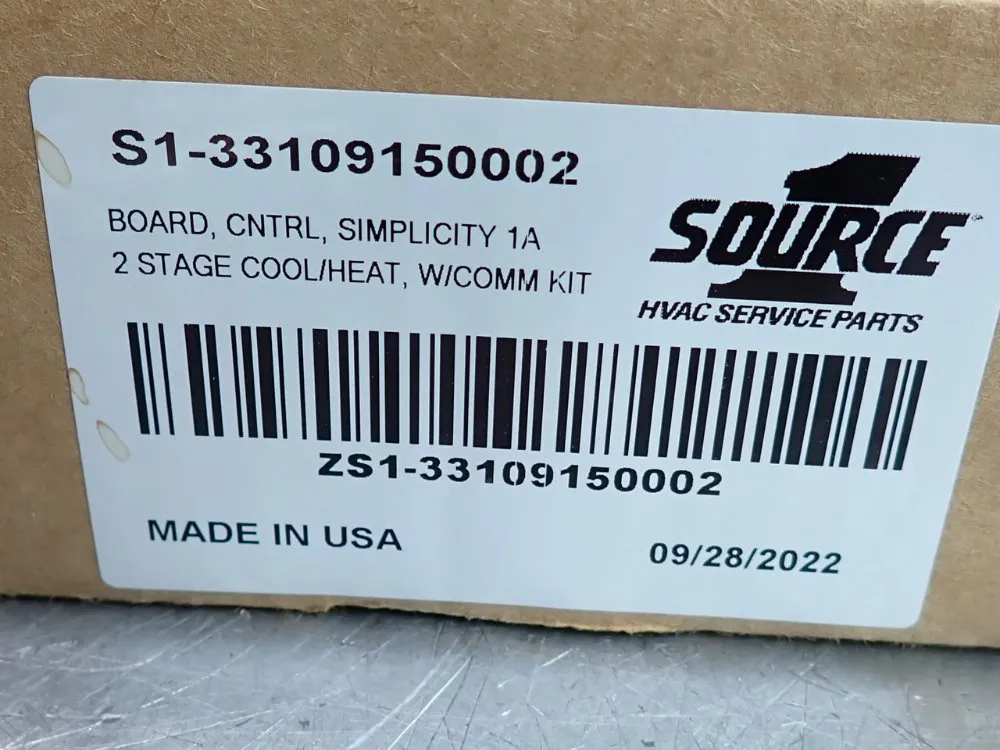 S1-33109150002
BOARD, CNTRL, SIMPLICITY 1A
2 STAGE COOL/HEAT, W/COMM KIT
SOURCE 1
HVAC SERVICE PARTS
ZS1-33109150002
MADE IN USA
09/28/2022